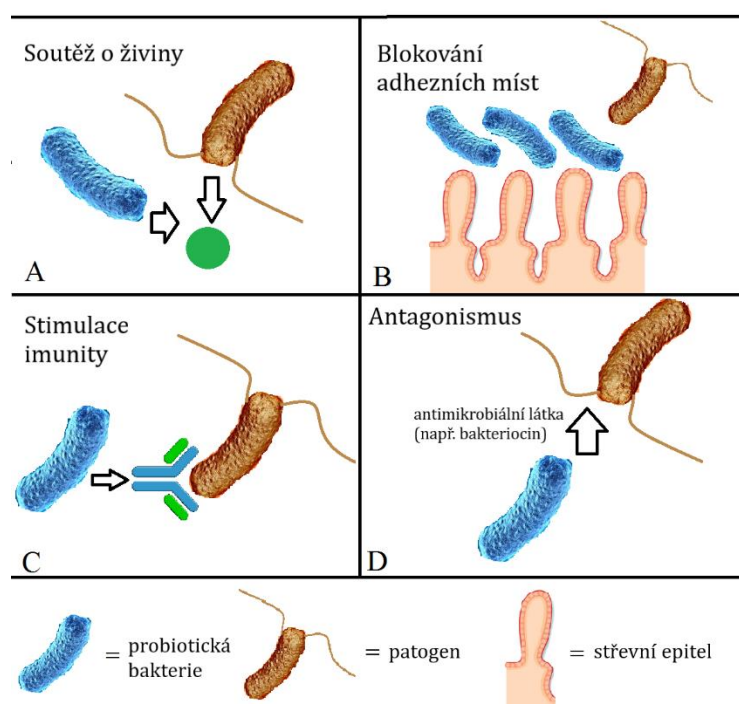 Soutěž o živiny
A
Blokování
adhezních míst
B
Stimulace
imunity
C
Antagonismus
antimikrobiální látka
(např. bakteriocin)
D
= probiotická
bakterie
= patogen
= střevní epitel